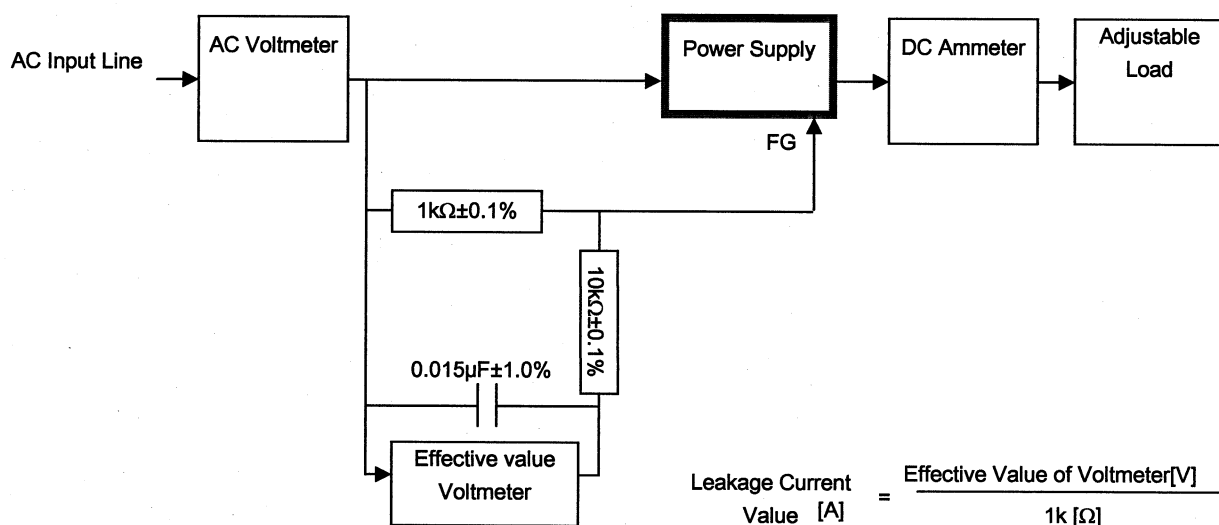 AC Input Line
AC Voltmeter
Power Supply
DC Ammeter
Adjustable
Load
FG
1kΩ±0.1%
10kΩ±0.1%
0.015µF±1.0%
Effective value
Voltmeter
Leakage Current
Value [A]
=
Effective Value of Voltmeter[V]
1k [Ω]